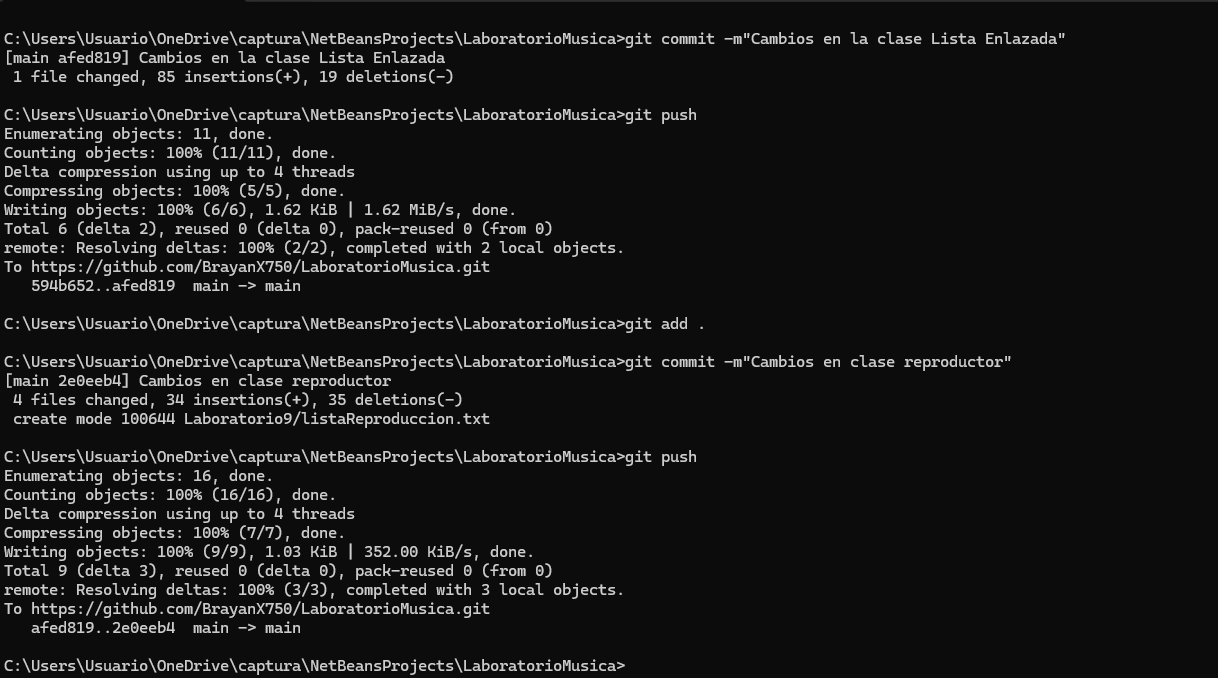 C:\Users\Usuario\OneDrive\captura\NetBeansProjects\LaboratorioMusica>git commit -m"Cambios en la clase Lista Enlazada"
[main afed819] Cambios en la clase Lista Enlazada
 1 file changed, 85 insertions(+), 19 deletions(-)
C:\Users\Usuario\OneDrive\captura\NetBeansProjects\LaboratorioMusica>git push
Enumerating objects: 11, done.
Counting objects: 100% (11/11), done.
Delta compression using up to 4 threads
Compressing objects: 100% (5/5), done.
Writing objects: 100% (6/6), 1.62 KiB | 1.62 MiB/s, done.
Total 6 (delta 2), reused 0 (delta 0), pack-reused 0 (from 0)
remote: Resolving deltas: 100% (2/2), completed with 2 local objects.
To https://github.com/BrayanX750/LaboratorioMusica.git
   594b652..afed819  main -> main
C:\Users\Usuario\OneDrive\captura\NetBeansProjects\LaboratorioMusica>git add .
C:\Users\Usuario\OneDrive\captura\NetBeansProjects\LaboratorioMusica>git commit -m"Cambios en clase reproductor"
[main 2e0eeb4] Cambios en clase reproductor
 4 files changed, 34 insertions(+), 35 deletions(-)
 create mode 100644 Laboratorio9/listaReproduccion.txt
C:\Users\Usuario\OneDrive\captura\NetBeansProjects\LaboratorioMusica>git push
Enumerating objects: 16, done.
Counting objects: 100% (16/16), done.
Delta compression using up to 4 threads
Compressing objects: 100% (7/7), done.
Writing objects: 100% (9/9), 1.03 KiB | 352.00 KiB/s, done.
Total 9 (delta 3), reused 0 (delta 0), pack-reused 0 (from 0)
remote: Resolving deltas: 100% (3/3), completed with 3 local objects.
To https://github.com/BrayanX750/LaboratorioMusica.git
   afed819..2e0eeb4  main -> main
C:\Users\Usuario\OneDrive\captura\NetBeansProjects\LaboratorioMusica>